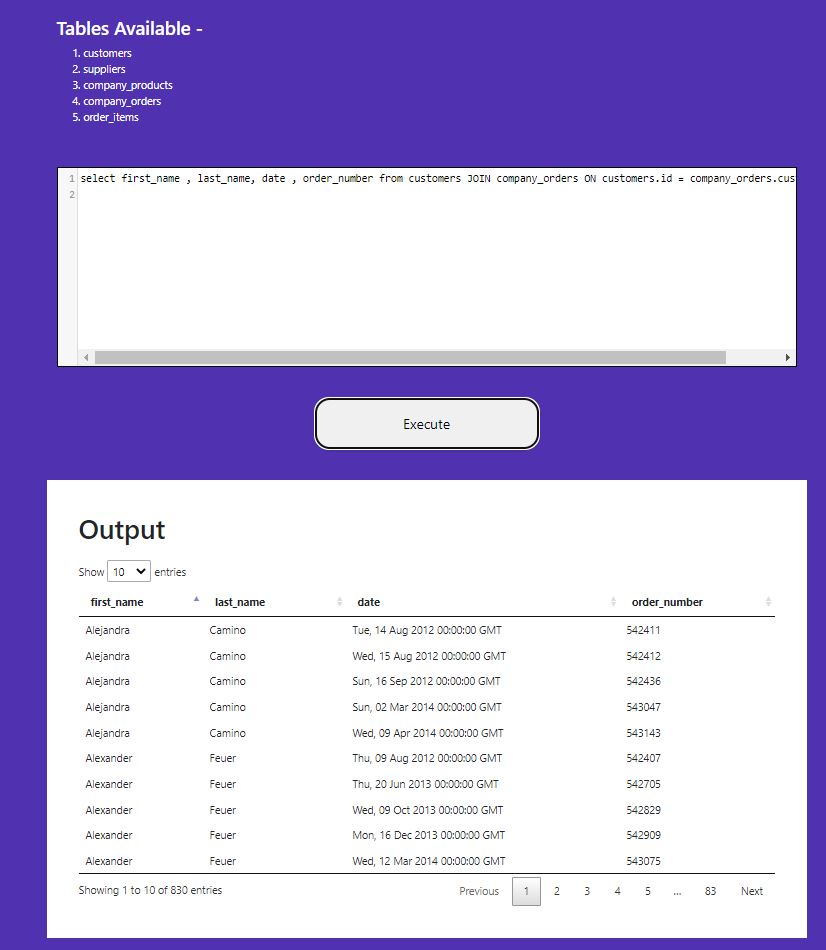 Tables Available -
1. customers
2. suppliers
3. company_products
4. company_orders
5. order_items
1 select first_name , last_name, date , order_number from customers JOIN company_orders ON customers.id = company_orders.cus
2
Execute
Output
Show 10 entries
first_name last_name date order_number
Alejandra Camino Tue, 14 Aug 2012 00:00:00 GMT 542411
Alejandra Camino Wed, 15 Aug 2012 00:00:00 GMT 542412
Alejandra Camino Sun, 16 Sep 2012 00:00:00 GMT 542436
Alejandra Camino Sun, 02 Mar 2014 00:00:00 GMT 543047
Alejandra Camino Wed, 09 Apr 2014 00:00:00 GMT 543143
Alexander Feuer Thu, 09 Aug 2012 00:00:00 GMT 542407
Alexander Feuer Thu, 20 Jun 2013 00:00:00 GMT 542705
Alexander Feuer Wed, 09 Oct 2013 00:00:00 GMT 542829
Alexander Feuer Mon, 16 Dec 2013 00:00:00 GMT 542909
Alexander Feuer Wed, 12 Mar 2014 00:00:00 GMT 543075
Showing 1 to 10 of 830 entries Previous 1 2 3 4 5 ... 83 Next